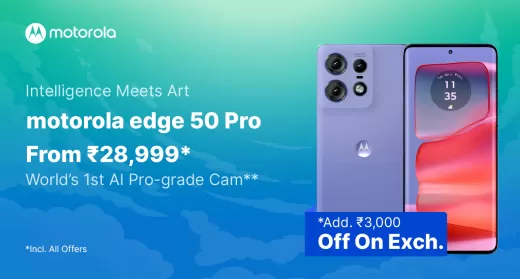 motorola
Intelligence Meets Art
motorola edge 50 Pro
From ₹28,999*
World's 1st AI Pro-grade Cam**
*Incl. All Offers
11
35
*Add. ₹3,000
Off On Exch.